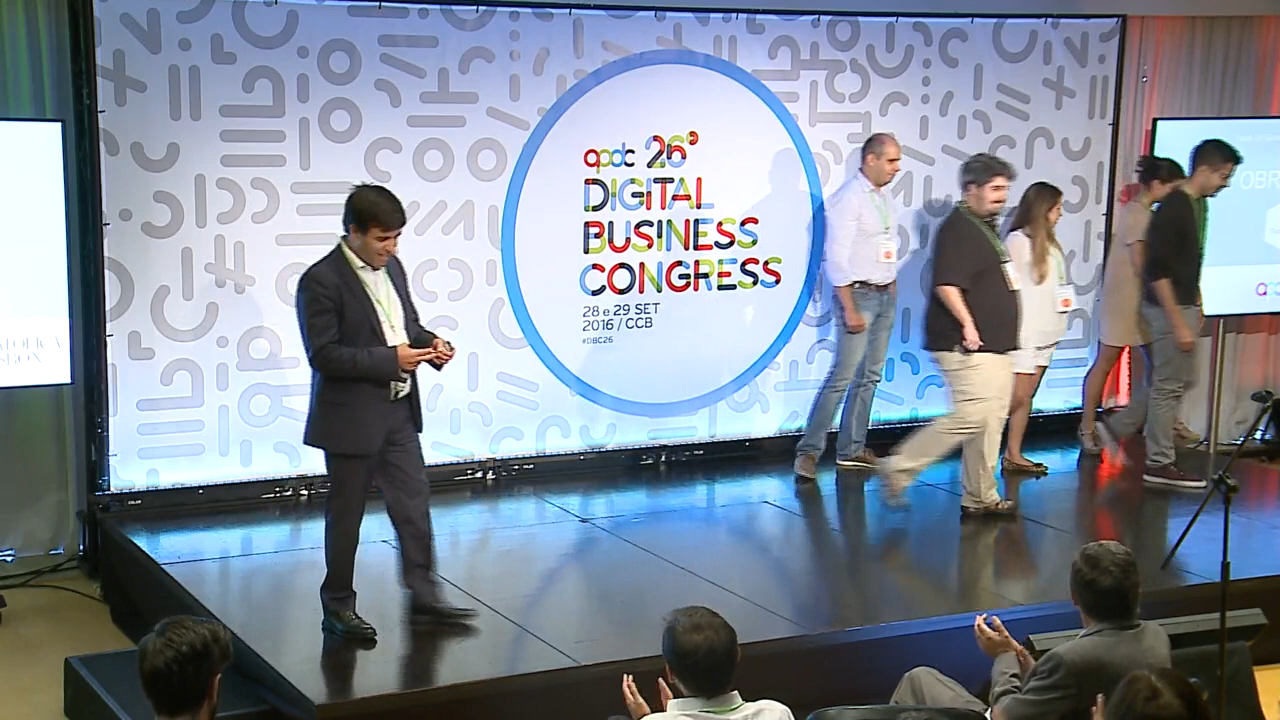 apdc 26º
DIGITAL
BUSINESS
CONGRESS
28 e 29 SET
2016 / CCB
#DBC26
OBR